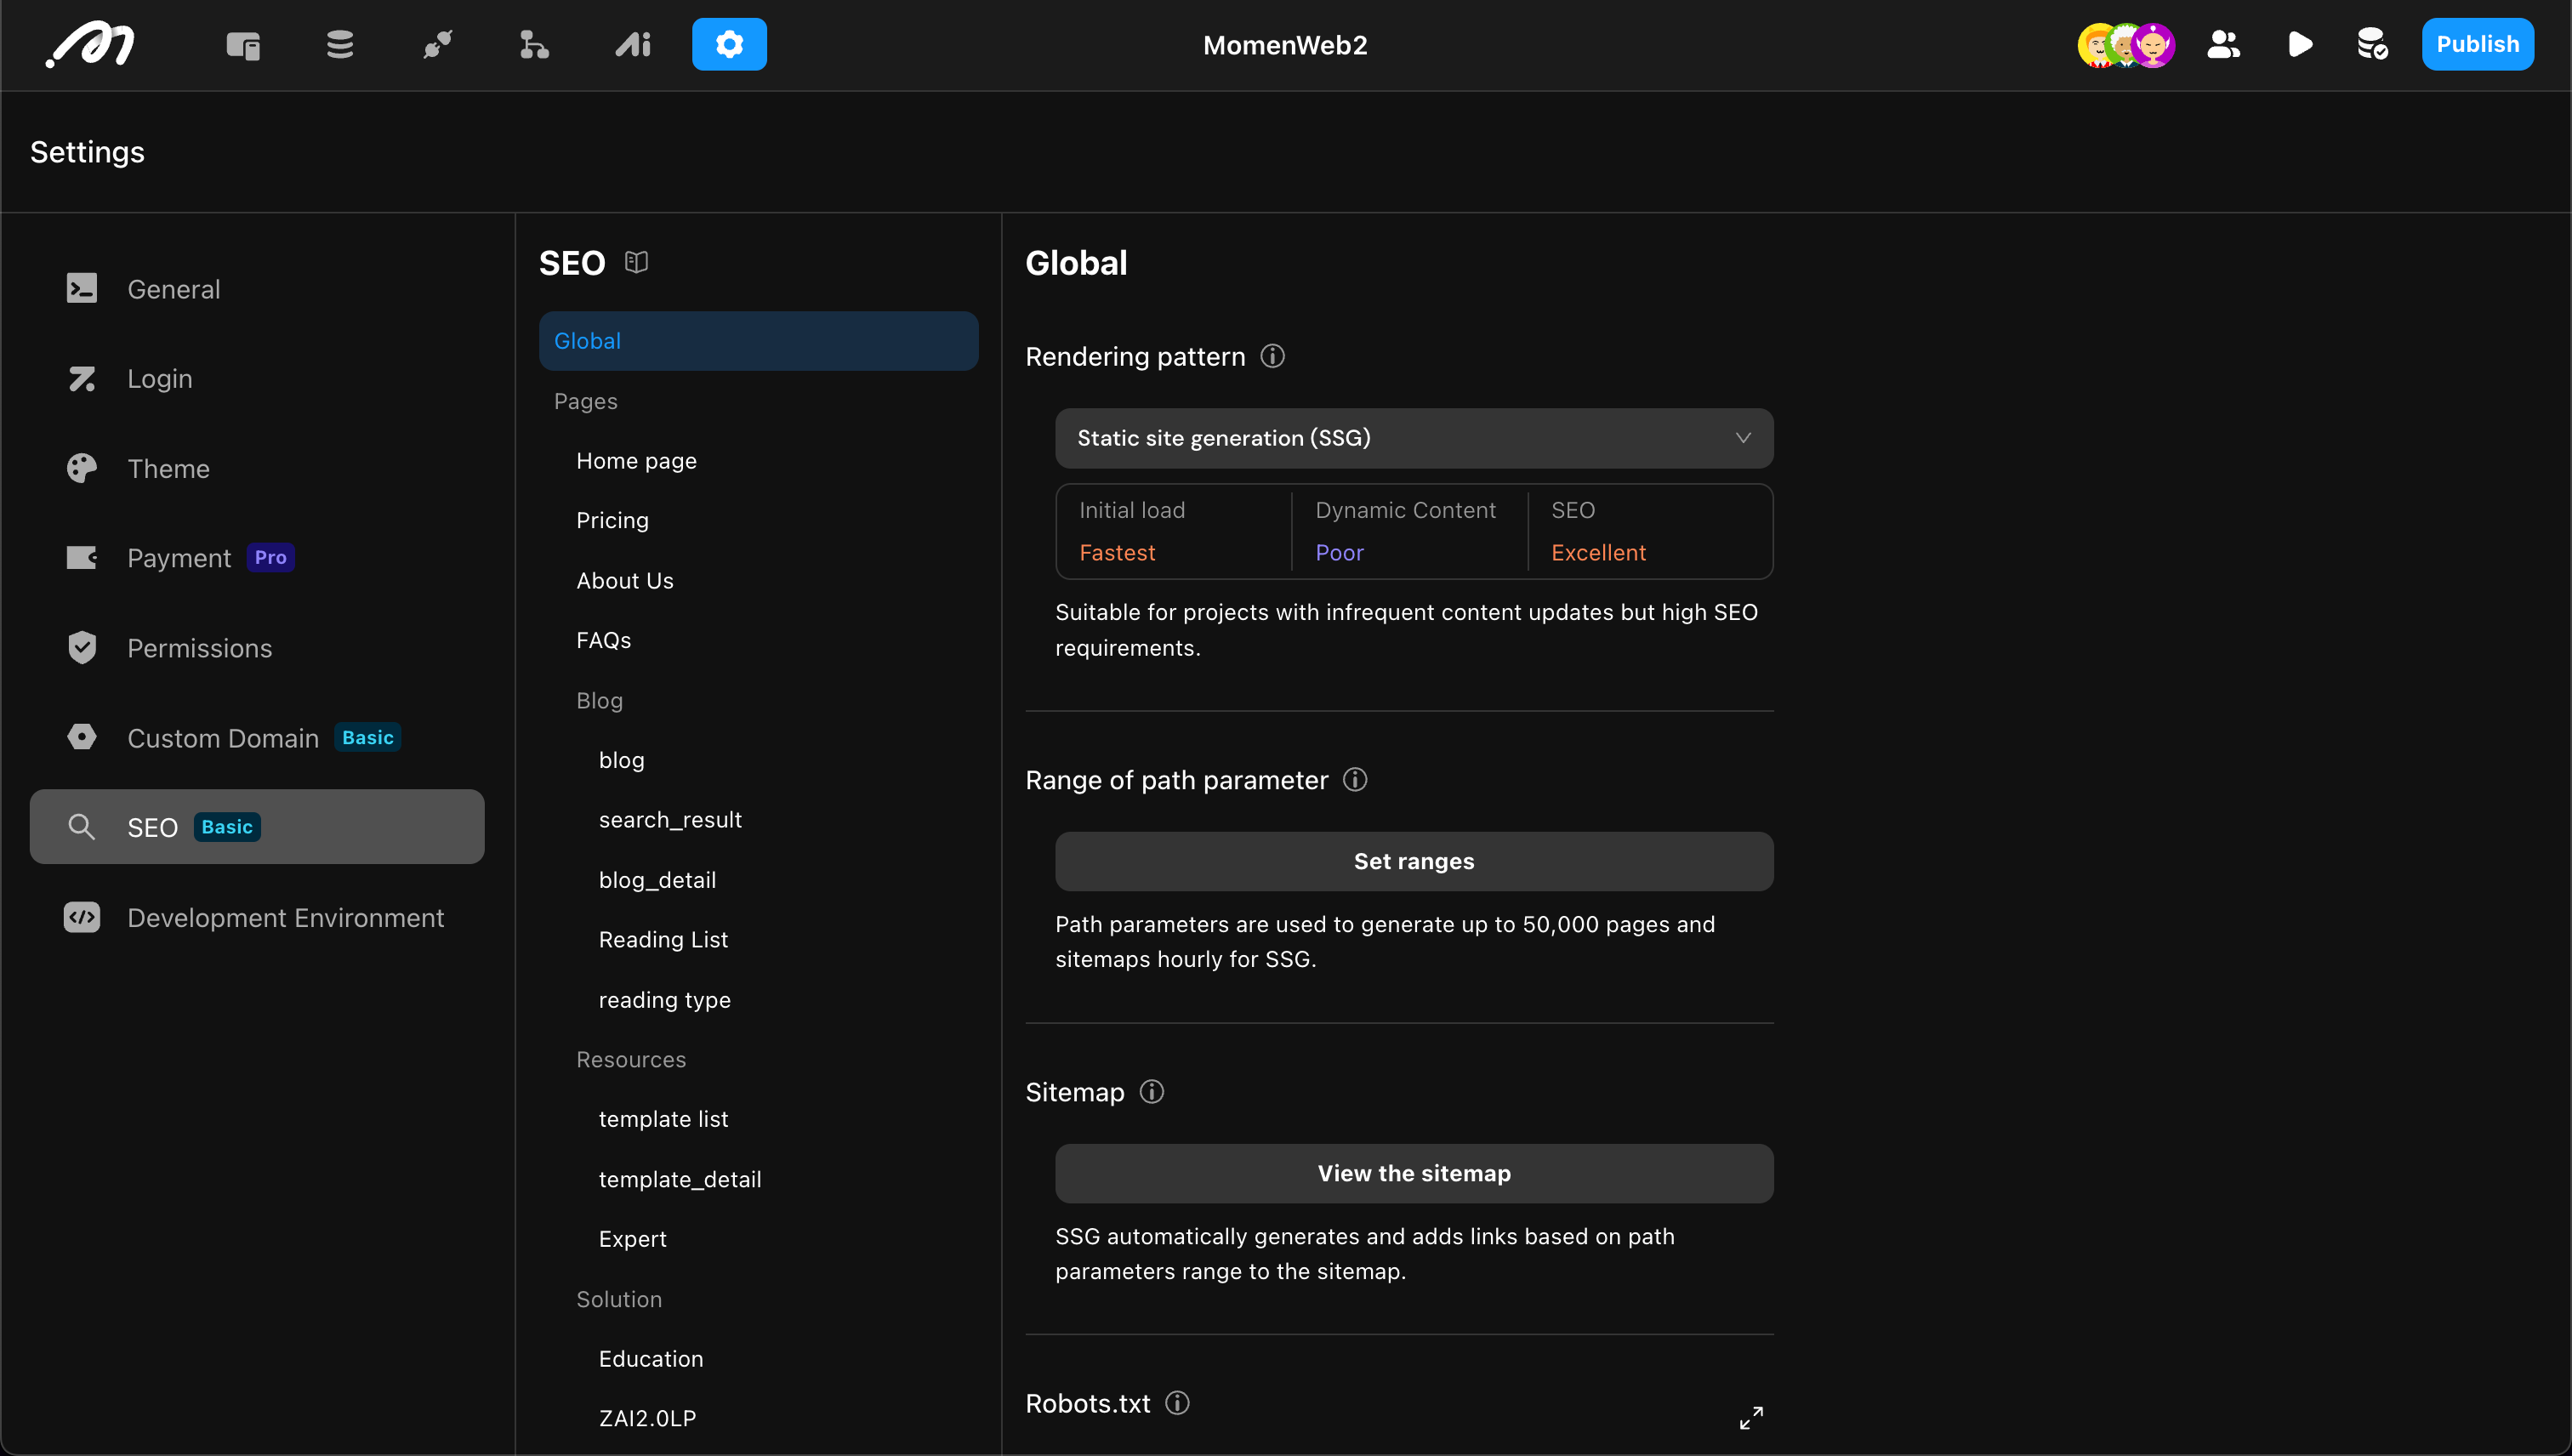 MomenWeb2
Publish
Settings
General
Login
Theme
Payment Pro
Permissions
Custom Domain Basic
SEO Basic
Development Environment
SEO
Global
Pages
Home page
Pricing
About Us
FAQs
Blog
blog
search_result
blog_detail
Reading List
reading type
Resources
template list
template_detail
Expert
Solution
Education
ZAI2.0LP
Global
Rendering pattern
Static site generation (SSG)
Initial load
Fastest
Dynamic Content
Poor
SEO
Excellent
Suitable for projects with infrequent content updates but high SEO
requirements.
Range of path parameter
Set ranges
Path parameters are used to generate up to 50,000 pages and
sitemaps hourly for SSG.
Sitemap
View the sitemap
SSG automatically generates and adds links based on path
parameters range to the sitemap.
Robots.txt